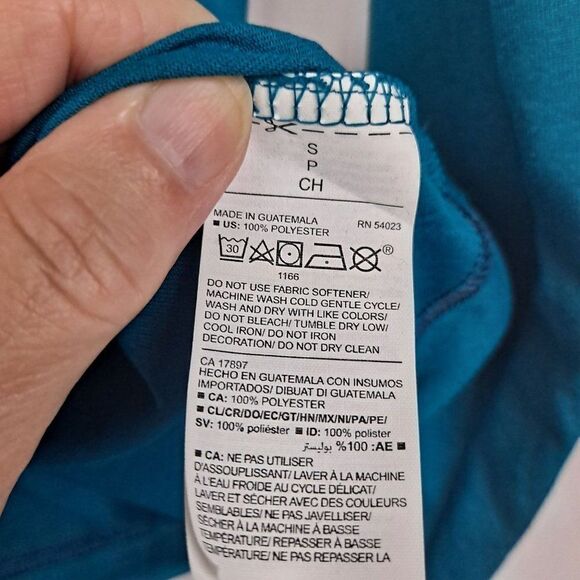 S
P
CH
MADE IN GUATEMALA RN 54023
■ US: 100% POLYESTER
30 ®
1166
DO NOT USE FABRIC SOFTENER/
MACHINE WASH COLD GENTLE CYCLE/
WASH AND DRY WITH LIKE COLORS/
DO NOT BLEACH/ TUMBLE DRY LOW/
COOL IRON/ DO NOT IRON
DECORATION/ DO NOT DRY CLEAN
CA 17897
HECHO EN GUATEMALA CON INSUMOS
IMPORTADOS/ DIBUAT DI GUATEMALA
■ CA: 100% POLYESTER
■ CL/CR/DO/EC/GT/HN/MX/NI/PA/PE/
SV: 100% poliéster ■ ID: 100% polister
■ AE: 100% بوليستر
■ CA: NE PAS UTILISER
D'ASSOUPLISSANT/ LAVER À LA MACHINE
À L'EAU FROIDE AU CYCLE DÉLICAT/
LAVER ET SÉCHER AVEC DES COULEURS
SEMBLABLES/ NE PAS JAVELLISER/
SÉCHER À LA MACHINE À BASSE
TEMPÉRATURE/ REPASSER À BASSE
TEMPÉRATURE/ NE PAS REPASSER LA